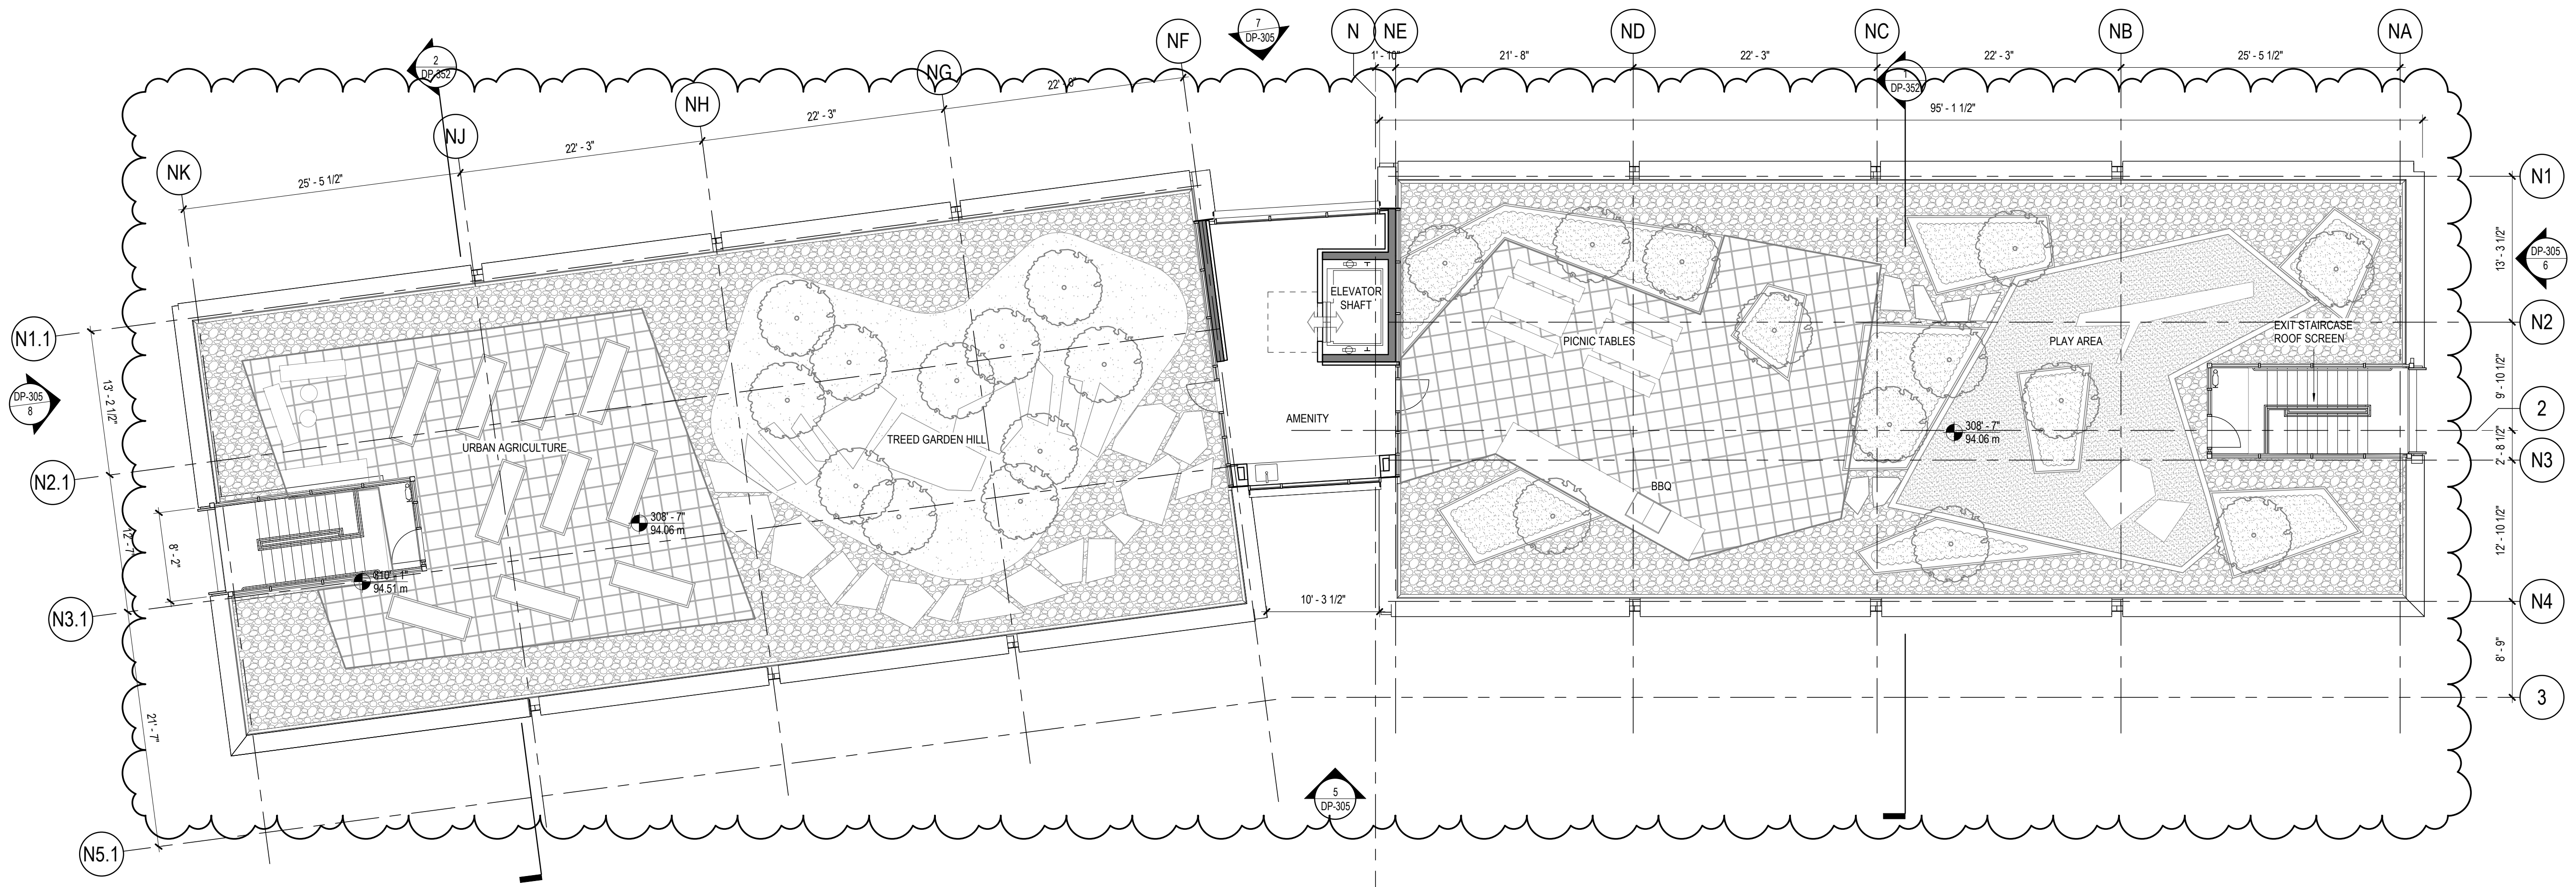 NF
7
DP-305
N
NE
ND
NC
NB
NA
2
DP-352
NG
NH
NJ
NK
25' - 5 1/2"
22' - 3"
22' - 3"
1' - 10"
21' - 8"
22' - 3"
22' - 3"
25' - 5 1/2"
1
DP-352
95' - 1 1/2"
N1
13' - 3 1/2"
DP-305
6
N2
9' - 10 1/2"
2
2' - 8 1/2"
N3
12' - 10 1/2"
N4
8' - 9"
3
N1.1
13' - 2 1/2"
DP-305
8
N2.1
12' - 7"
8' - 2"
N3.1
21' - 7"
N5.1
URBAN AGRICULTURE
308' - 7"
94.06 m
94.51 m
TREED GARDEN HILL
AMENITY
ELEVATOR
SHAFT
10' - 3 1/2"
PICNIC TABLES
BBQ
PLAY AREA
308' - 7"
94.06 m
EXIT STAIRCASE
ROOF SCREEN
5
DP-305